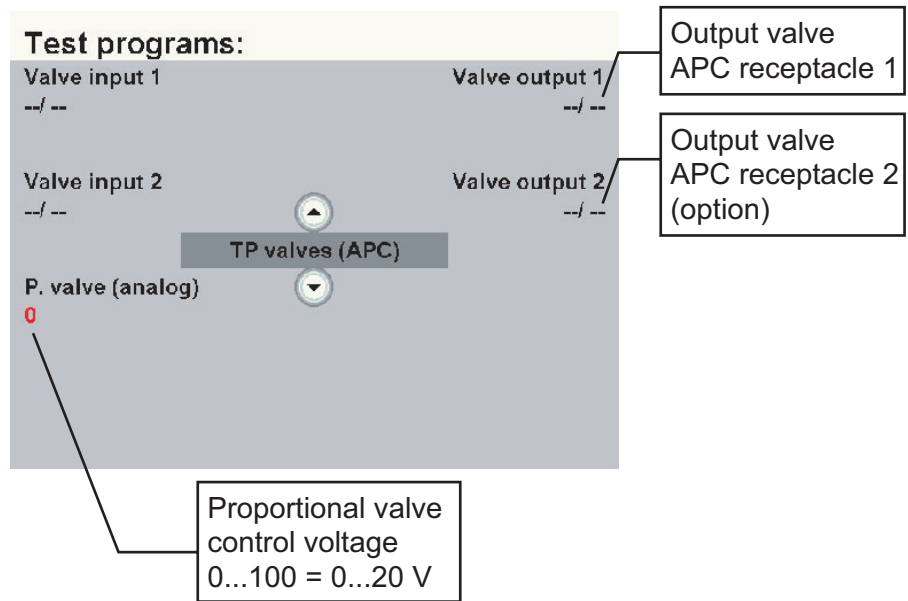 Test programs:
Valve input 1
--/ --
Valve output 1
--/ --
Output valve
APC receptacle 1
Valve input 2
--/ --
Valve output 2
--/ --
Output valve
APC receptacle 2
(option)
TP valves (APC)
P. valve (analog)
0
Proportional valve
control voltage
0...100 = 0...20 V